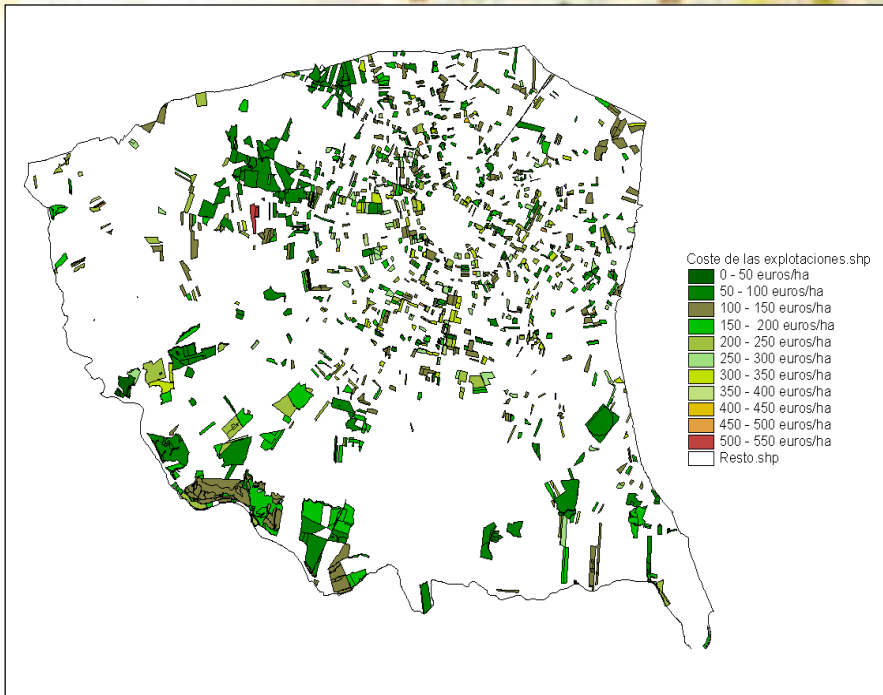 Coste de las explotaciones.shp
0 - 50 euros/ha
50 - 100 euros/ha
100 - 150 euros/ha
150 - 200 euros/ha
200 - 250 euros/ha
250 - 300 euros/ha
300 - 350 euros/ha
350 - 400 euros/ha
400 - 450 euros/ha
450 - 500 euros/ha
500 - 550 euros/ha
Resto.shp